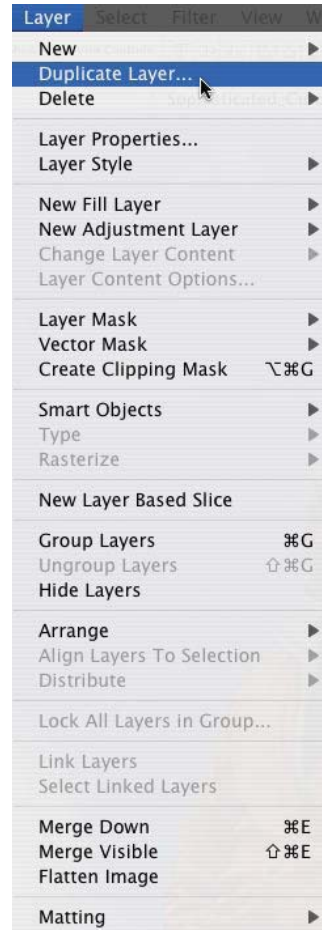 Layer Select Filter View W
New
Duplicate Layer...
Delete
Layer Properties...
Layer Style
New Fill Layer
New Adjustment Layer
Change Layer Content
Layer Content Options...
Layer Mask
Vector Mask
Create Clipping Mask ⌥⌘G
Smart Objects
Type
Rasterize
New Layer Based Slice
Group Layers ⌘G
Ungroup Layers ⇧⌘G
Hide Layers
Arrange
Align Layers To Selection
Distribute
Lock All Layers in Group...
Link Layers
Select Linked Layers
Merge Down ⌘E
Merge Visible ⇧⌘E
Flatten Image
Matting